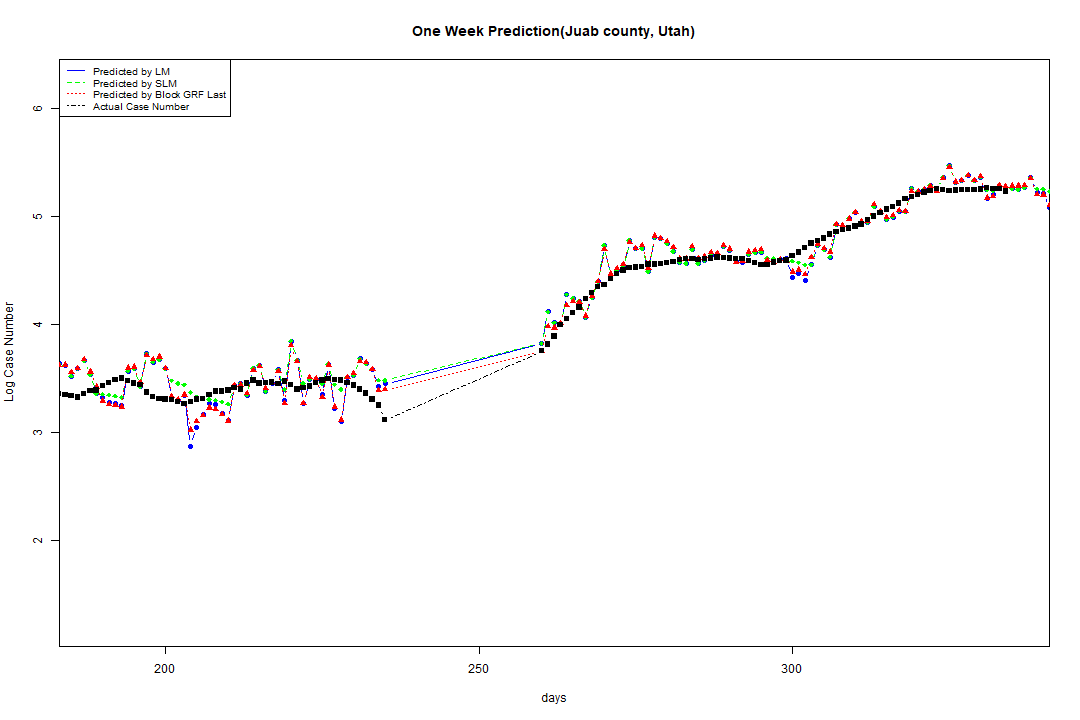 One Week Prediction(Juab county, Utah)
Predicted by LM
Predicted by SLM
Predicted by Block GRF Last
Actual Case Number
Log Case Number
6
5
4
3
2
200 250 300
days